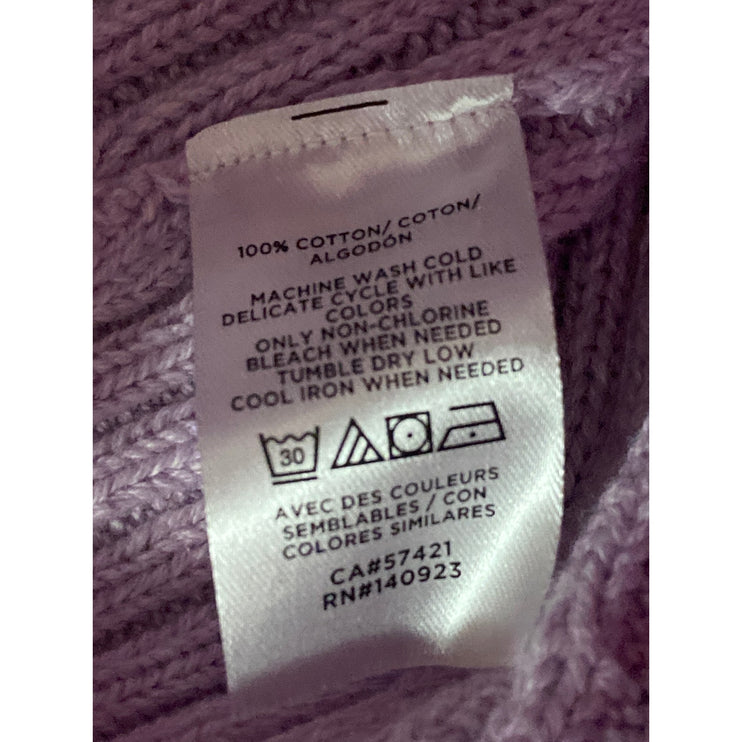 100% COTTON/ COTON/
ALGODÓN
MACHINE WASH COLD
DELICATE CYCLE WITH LIKE
COLORS
ONLY NON-CHLORINE
BLEACH WHEN NEEDED
TUMBLE DRY LOW
COOL IRON WHEN NEEDED
30
AVEC DES COULEURS
SEMBLABLES / CON
COLORES SIMILARES
CA#57421
RN#140923